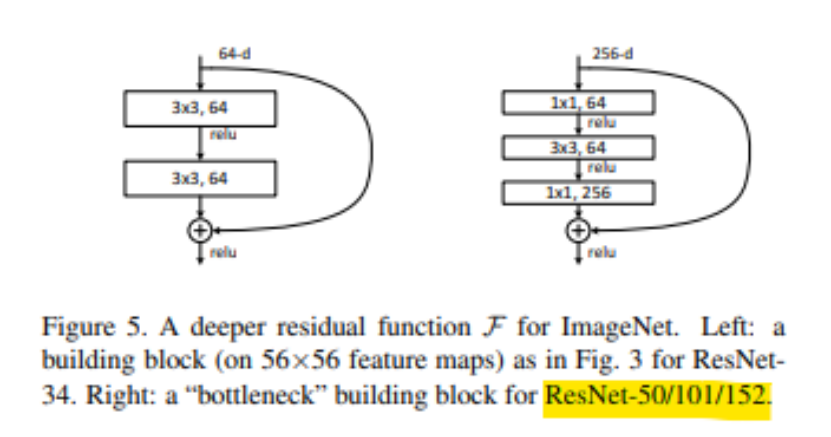 64-d
3x3, 64
relu
3x3, 64
relu
256-d
1x1, 64
relu
3x3, 64
relu
1x1, 256
relu
Figure 5. A deeper residual function F for ImageNet. Left: a
building block (on 56×56 feature maps) as in Fig. 3 for ResNet-
34. Right: a “bottleneck” building block for ResNet-50/101/152.